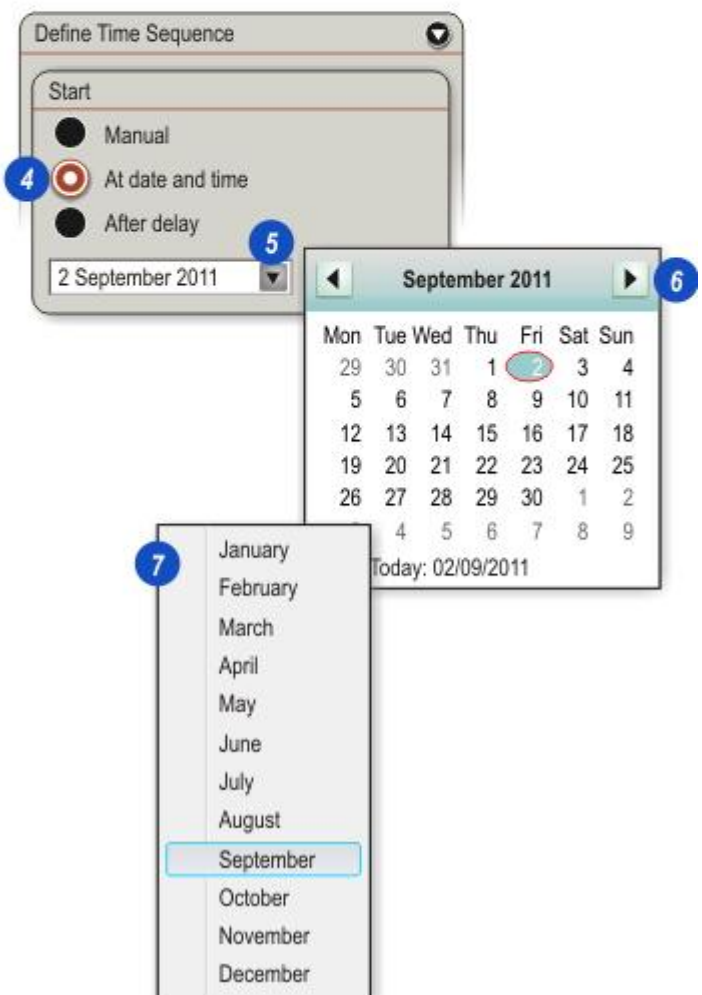 Define Time Sequence
Start
Manual
4 At date and time
After delay
5
2 September 2011
September 2011 6
Mon Tue Wed Thu Fri Sat Sun
29 30 31 1 2 3 4
5 6 7 8 9 10 11
12 13 14 15 16 17 18
19 20 21 22 23 24 25
26 27 28 29 30 1 2
4 5 6 7 8 9
Today: 02/09/2011
7
January
February
March
April
May
June
July
August
September
October
November
December